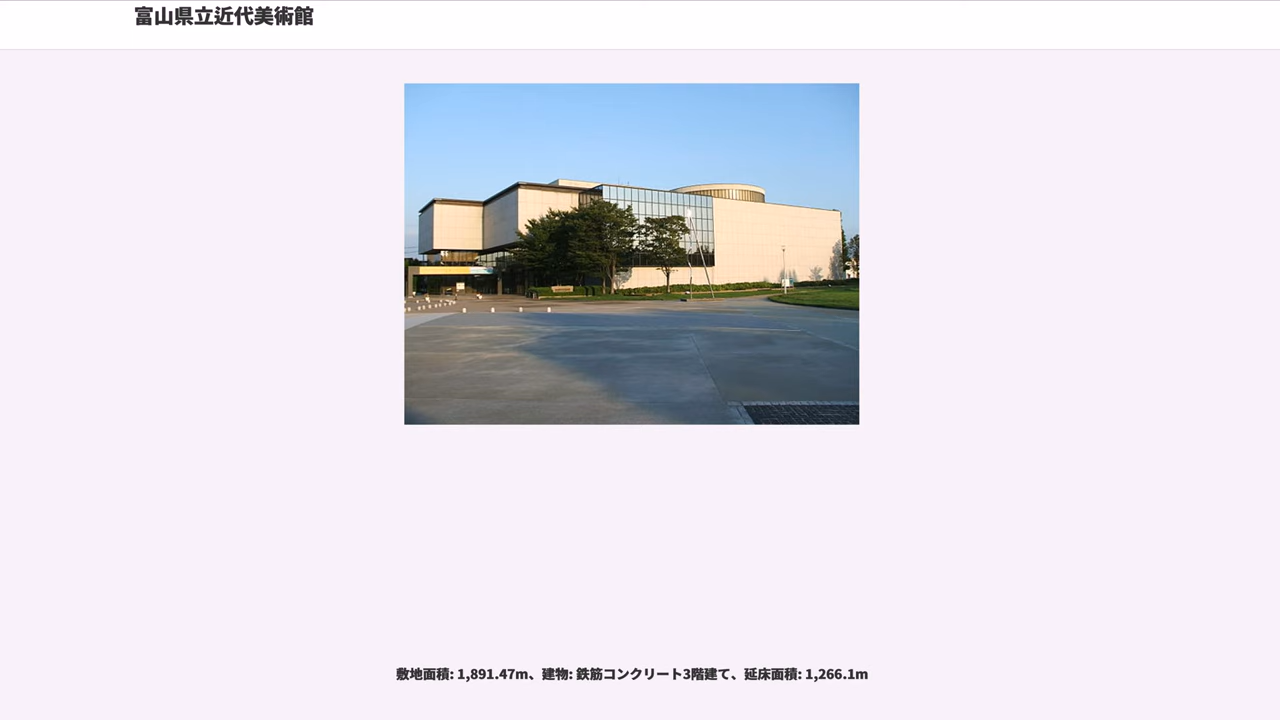 富山県立近代美術館
敷地面積: 1,891.47m、建物: 鉄筋コンクリート3階建て、延床面積: 1,266.1m